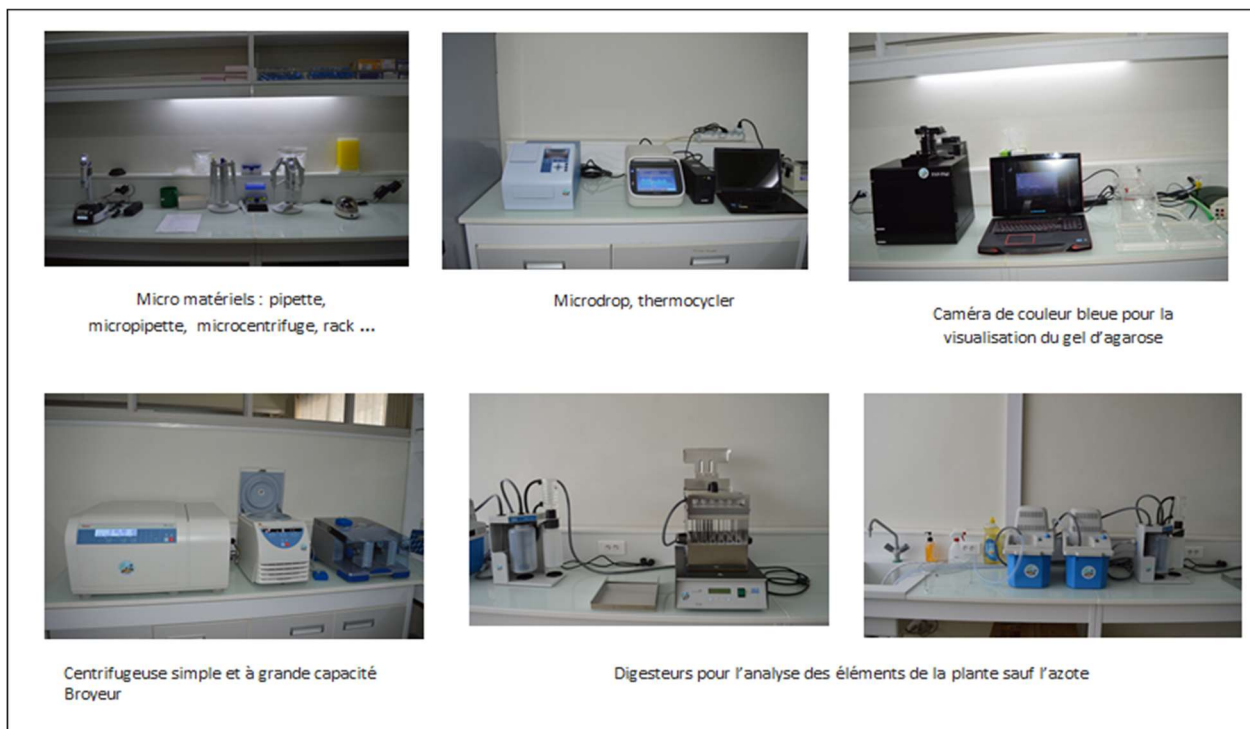 Micro matériels : pipette,
micropipette, microcentrifuge, rack ...
Microdrop, thermocycler
Caméra de couleur bleue pour la
visualisation du gel d'agarose
Centrifugeuse simple et à grande capacité
Broyeur
Digesteurs pour l'analyse des éléments de la plante sauf l'azote